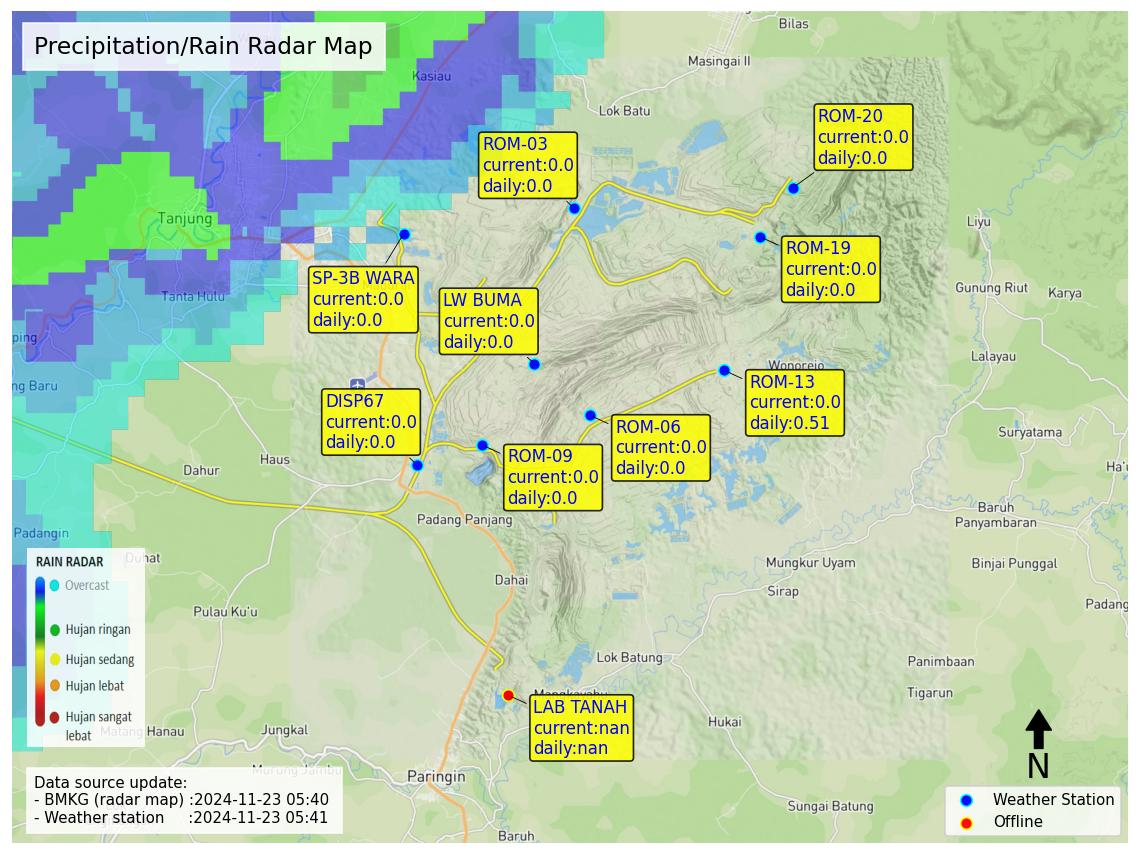 Precipitation/Rain Radar Map
Bilas
Masingai II
Kasiau
Lok Batu
ROM-20
current:0.0
daily:0.0
ROM-03
current:0.0
daily:0.0
Tanjung
Liyu
ROM-19
current:0.0
daily:0.0
SP-3B WARA
current:0.0
daily:0.0
LW BUMA
current:0.0
daily:0.0
Tanta Hutu
Gunung Riut
Karya
ping
Lalayau
Wonorejo
ng Baru
ROM-13
current:0.0
daily:0.51
DISP67
current:0.0
daily:0.0
ROM-06
current:0.0
daily:0.0
Suryatama
ROM-09
current:0.0
daily:0.0
Haus
Dahur
Ha'u
Padang Panjang
Baruh
Panyambaran
Padangin
Duhat
Mungkur Uyam
Binjai Punggal
Dahai
Sirap
Padang
Pulau Ku'u
RAIN RADAR
Overcast
Hujan ringan
Hujan sedang
Hujan lebat
Hujan sangat
lebat
Lok Batung
Panimbaan
Tigarun
Mangkayahu
LAB TANAH
current:nan
daily:nan
Hukai
Matang Hanau
Jungkal
Murung Jambu
Paringin
N
Data source update:
- BMKG (radar map) :2024-11-23 05:40
- Weather station :2024-11-23 05:41
Sungai Batung
Baruh
Weather Station
Offline